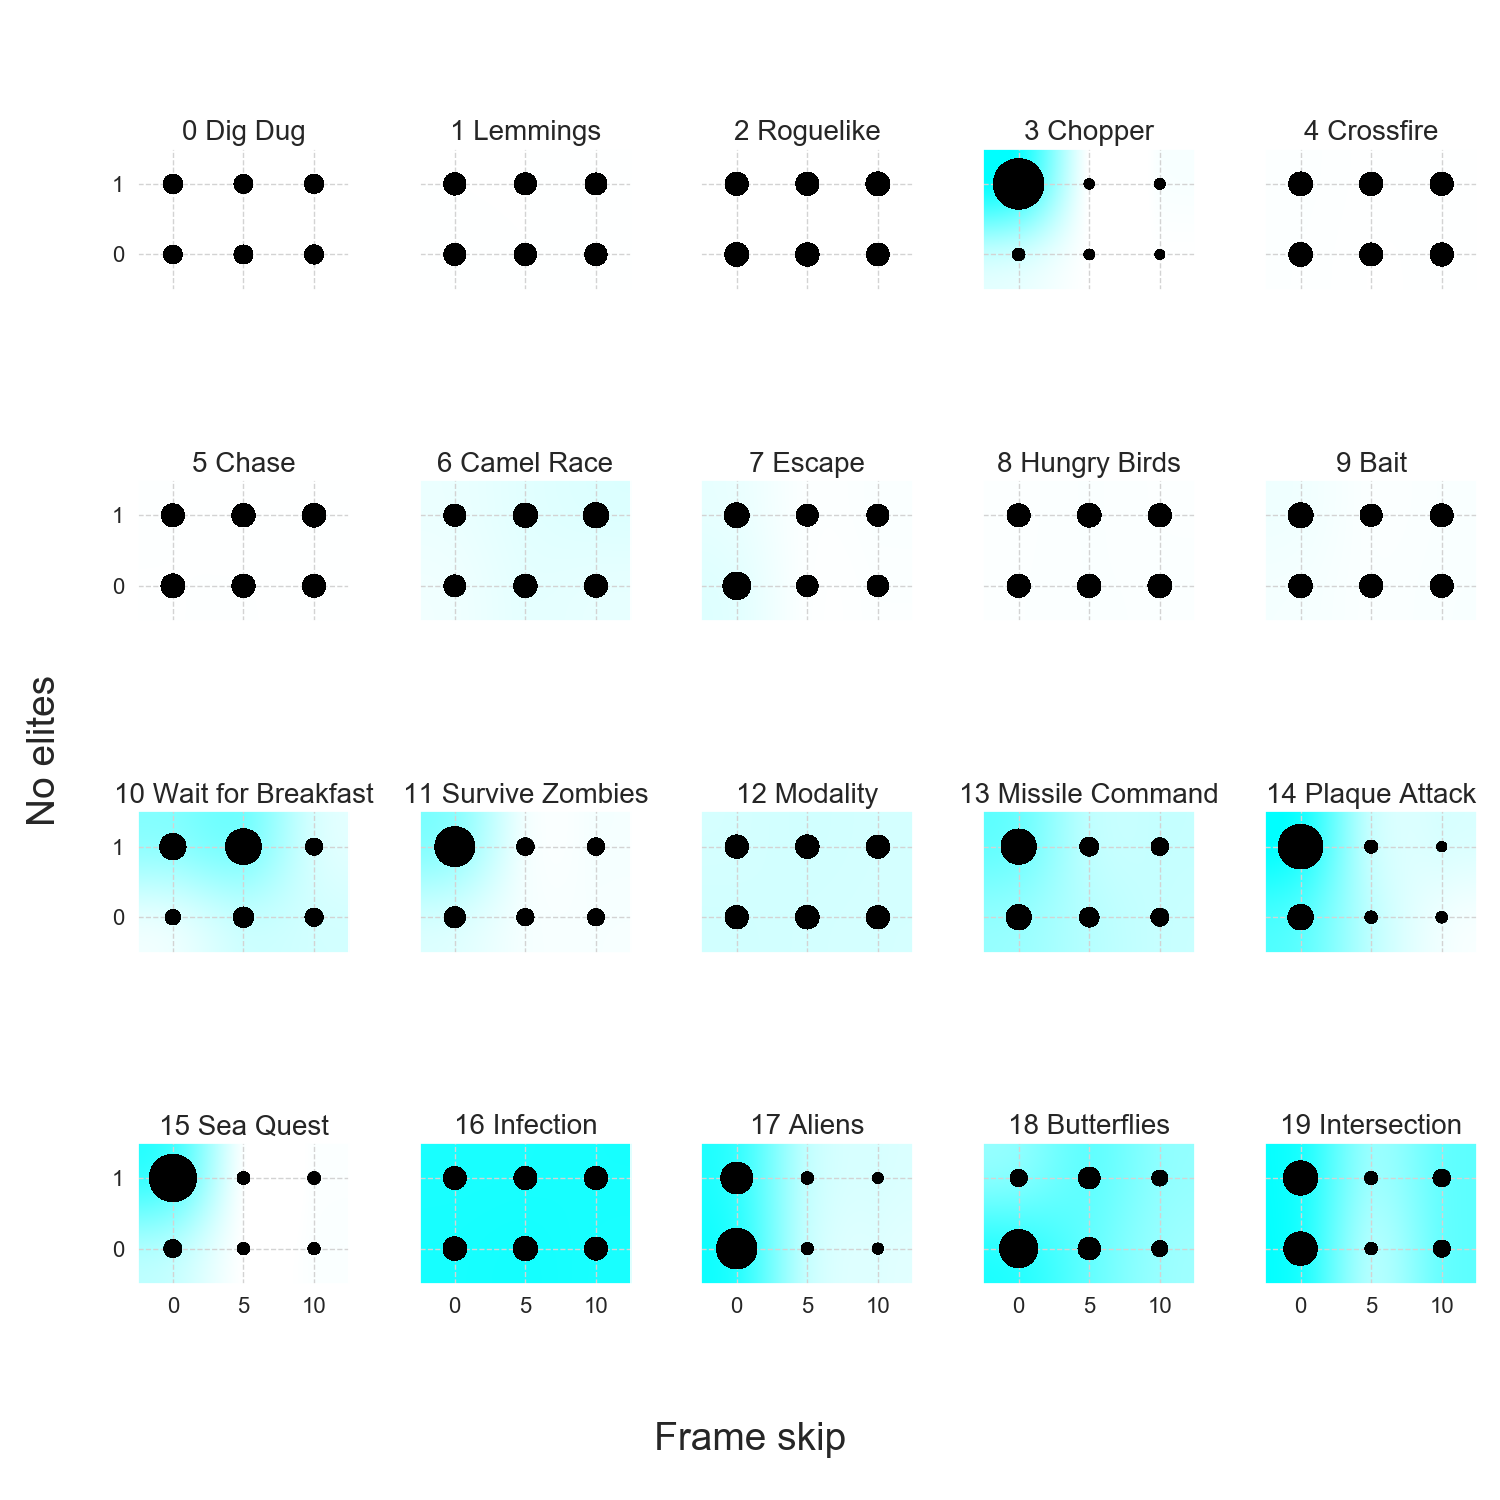 0 Dig Dug
1 Lemmings
2 Roguelike
3 Chopper
4 Crossfire
1
0
5 Chase
6 Camel Race
7 Escape
8 Hungry Birds
9 Bait
1
0
No elites
10 Wait for Breakfast
11 Survive Zombies
12 Modality
13 Missile Command
14 Plaque Attack
1
0
15 Sea Quest
16 Infection
17 Aliens
18 Butterflies
19 Intersection
1
0
0 5 10
0 5 10
0 5 10
0 5 10
0 5 10
Frame skip